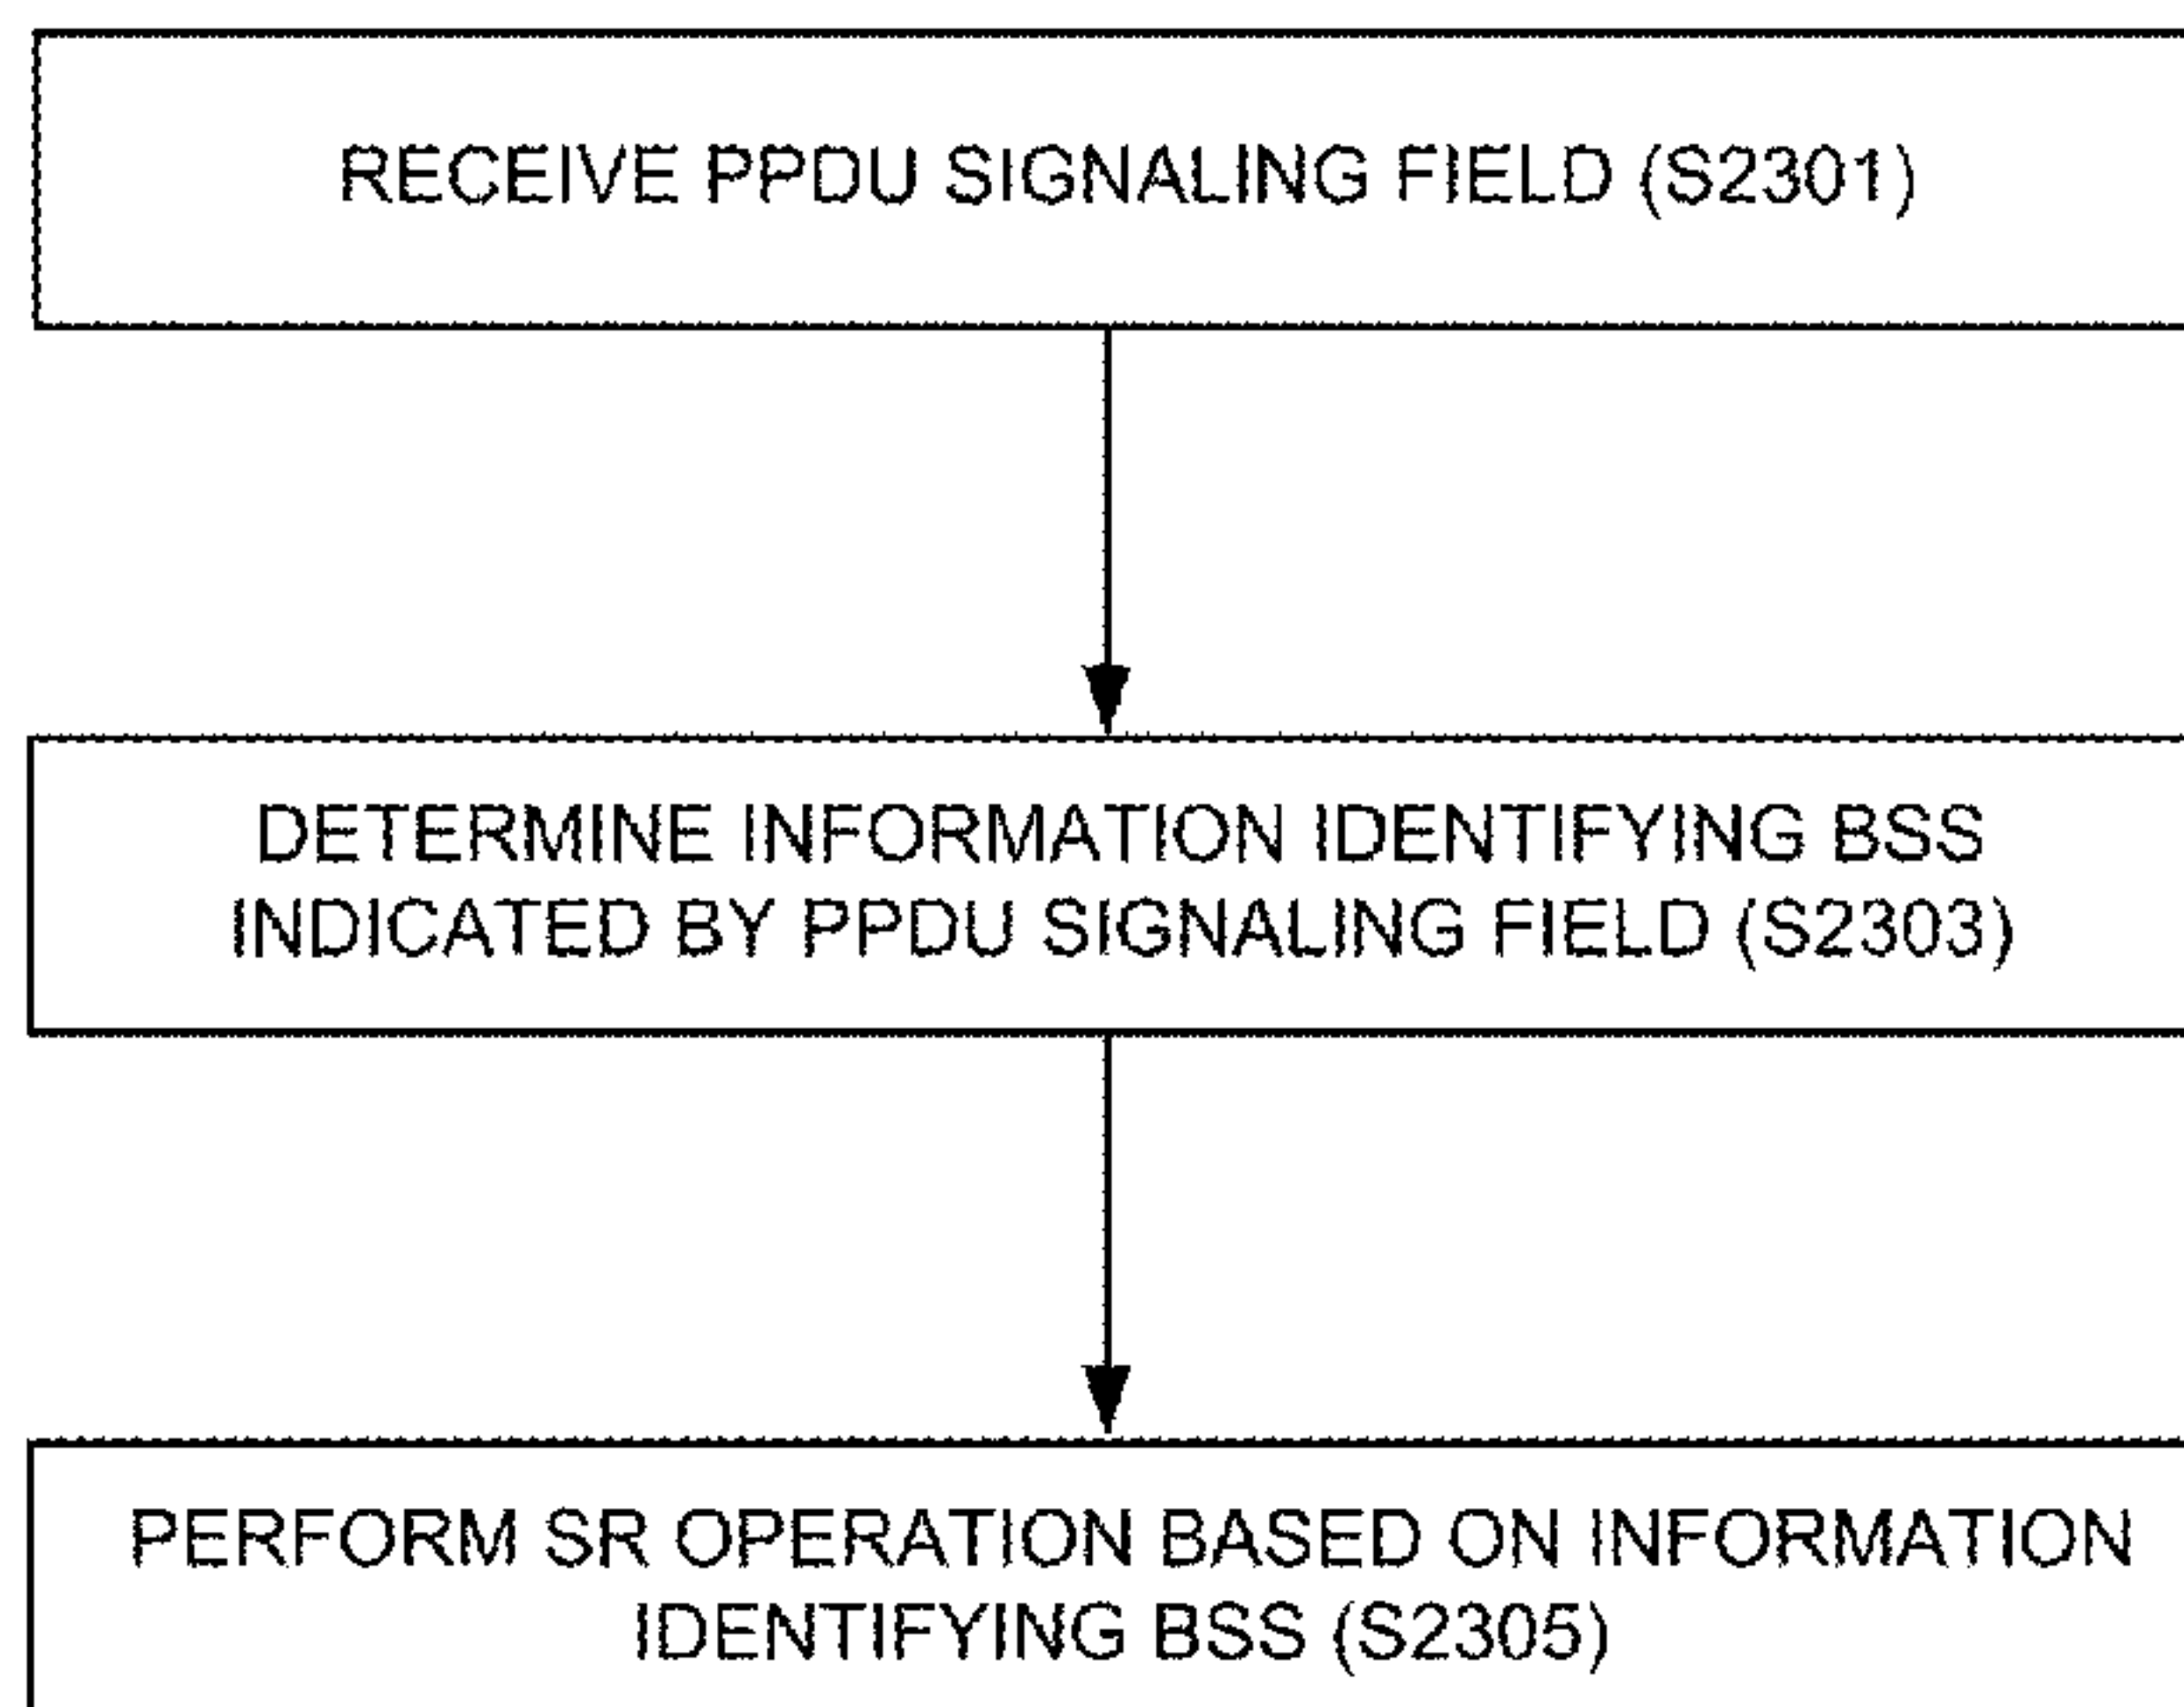 RECEIVE PPDU SIGNALING FIELD (S2301)
DETERMINE INFORMATION IDENTIFYING BSS
INDICATED BY PPDU SIGNALING FIELD (S2303)
PERFORM SR OPERATION BASED ON INFORMATION
IDENTIFYING BSS (S2305)